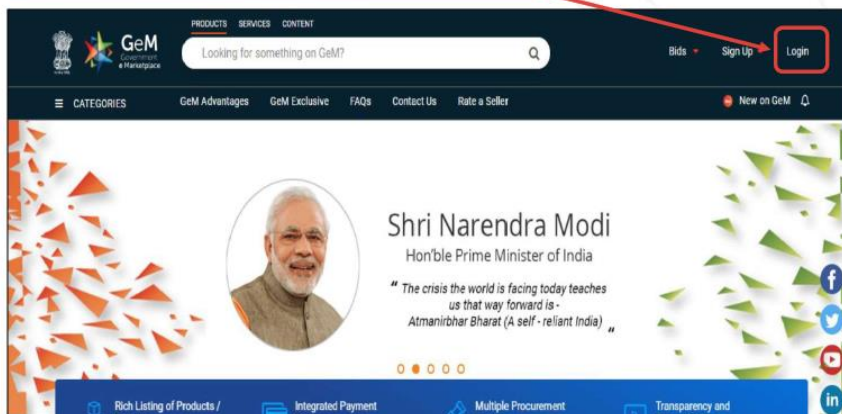 PRODUCTS SERVICES CONTENT
GeM
Government
e Marketplace
Looking for something on GeM?
Bids
Sign Up
Login
CATEGORIES
GeM Advantages
GeM Exclusive
FAQs
Contact Us
Rate a Seller
New on GeM
Shri Narendra Modi
Hon'ble Prime Minister of India
“ The crisis the world is facing today teaches
us that way forward is -
Atmanirbhar Bharat (A self - reliant India) ”
Rich Listing of Products /
Integrated Payment
Multiple Procurement
Transparency and